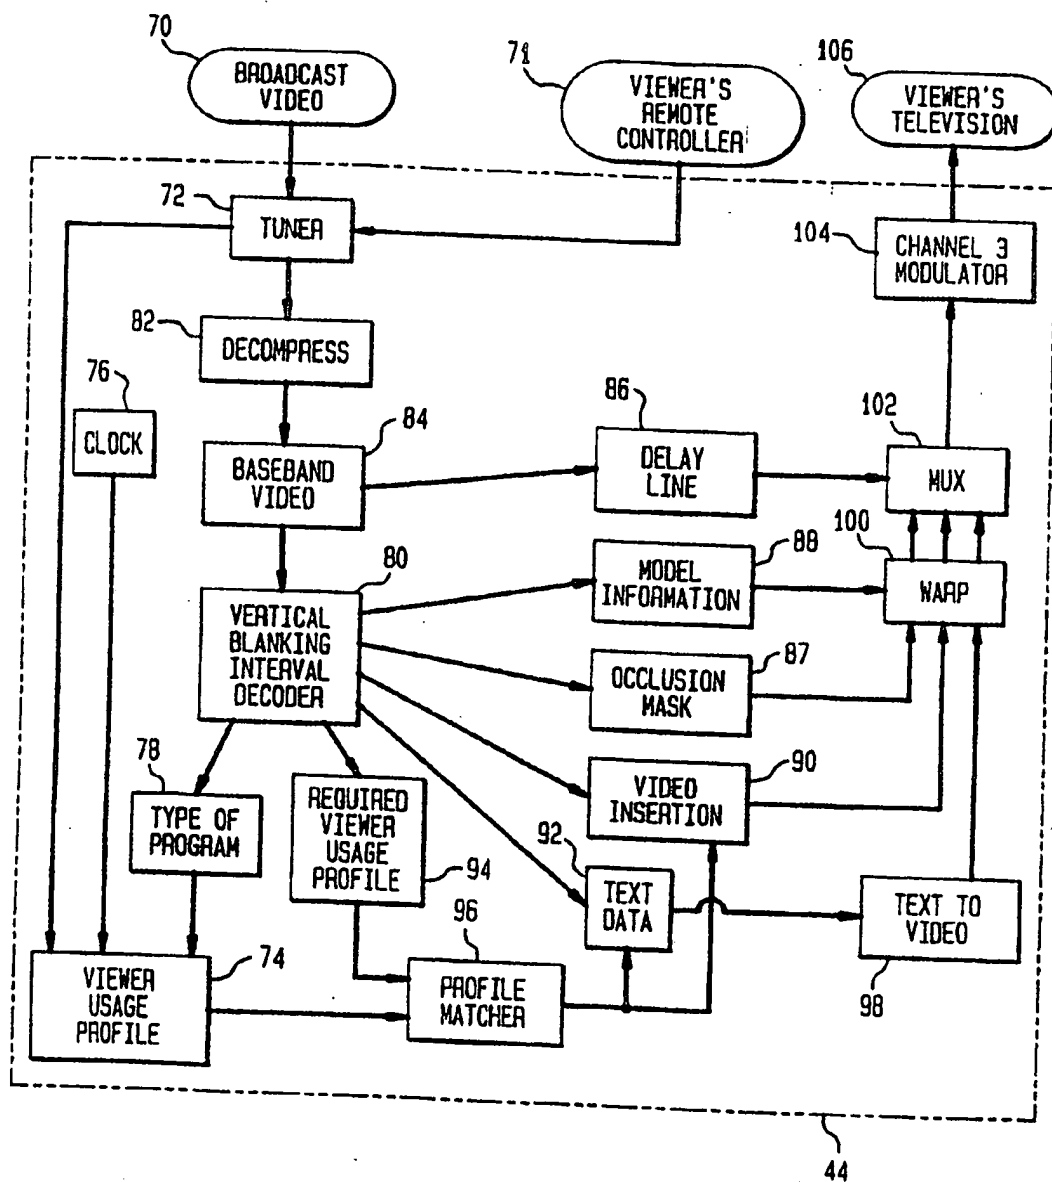 70
BROADCAST
VIDEO
71
VIEWER'S
REMOTE
CONTROLLER
106
VIEWER'S
TELEVISION
72
TUNER
104
CHANNEL 3
MODULATOR
82
DECOMPRESS
76
CLOCK
84
BASEBAND
VIDEO
86
DELAY
LINE
102
MUX
80
VERTICAL
BLANKING
INTERVAL
DECODER
88
MODEL
INFORMATION
100
WARP
87
OCCLUSION
MASK
78
TYPE OF
PROGRAM
REQUIRED
VIEWER
USAGE
PROFILE
94
90
VIDEO
INSERTION
92
TEXT
DATA
TEXT TO
VIDEO
98
74
VIEWER
USAGE
PROFILE
96
PROFILE
MATCHER
44